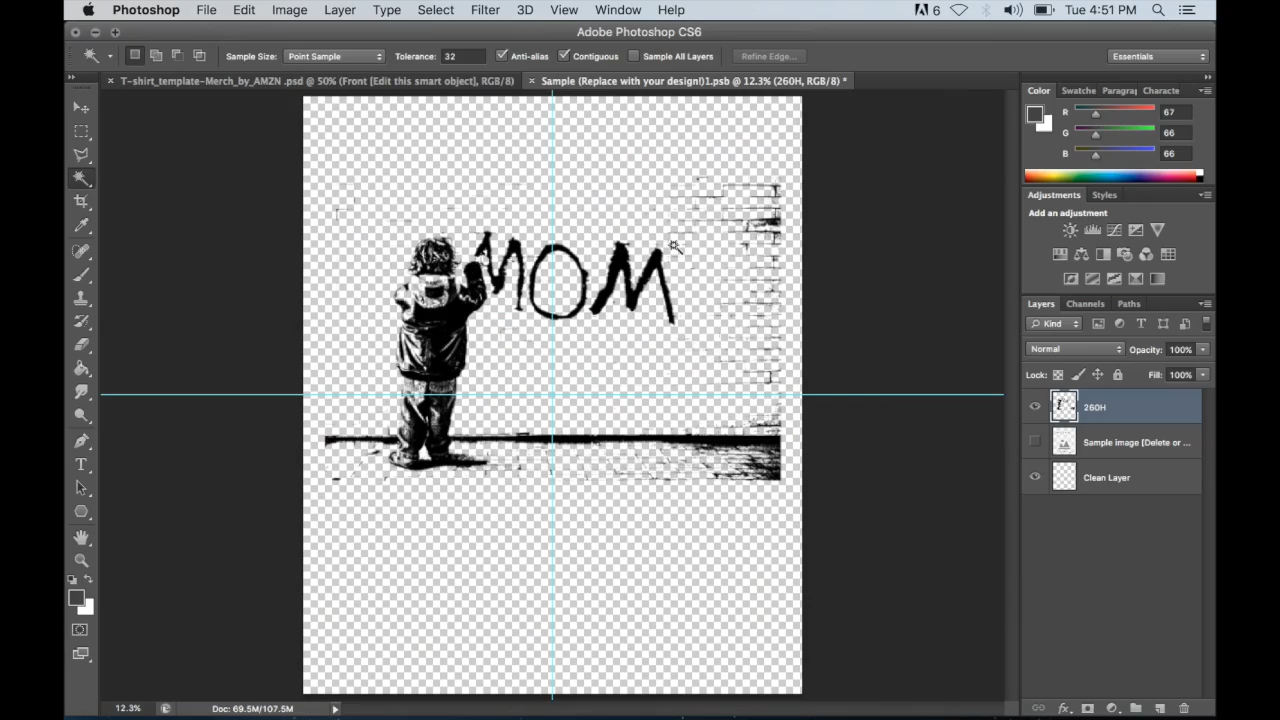 Photoshop File Edit Image Layer Type Select Filter 3D View Window Help 6 Tue 4:51 PM
Adobe Photoshop CS6
Sample Size: Point Sample Tolerance: 32 Anti-alias Contiguous Sample All Layers Refine Edge... Essentials
× T-shirt_template-Merch_by_AMZN .psd @ 50% (Front [Edit this smart object], RGB/8) × Sample (Replace with your design!)1.psb @ 12.3% (260H, RGB/8) *
Color Swatche Paragra Characte
R 67
G 66
B 66
Adjustments Styles
Add an adjustment
MOM
Layers Channels Paths
Kind
Normal Opacity: 100%
Lock: Fill: 100%
260H
Sample image [Delete or ...
Clean Layer
12.3% Doc: 69.5M/107.5M